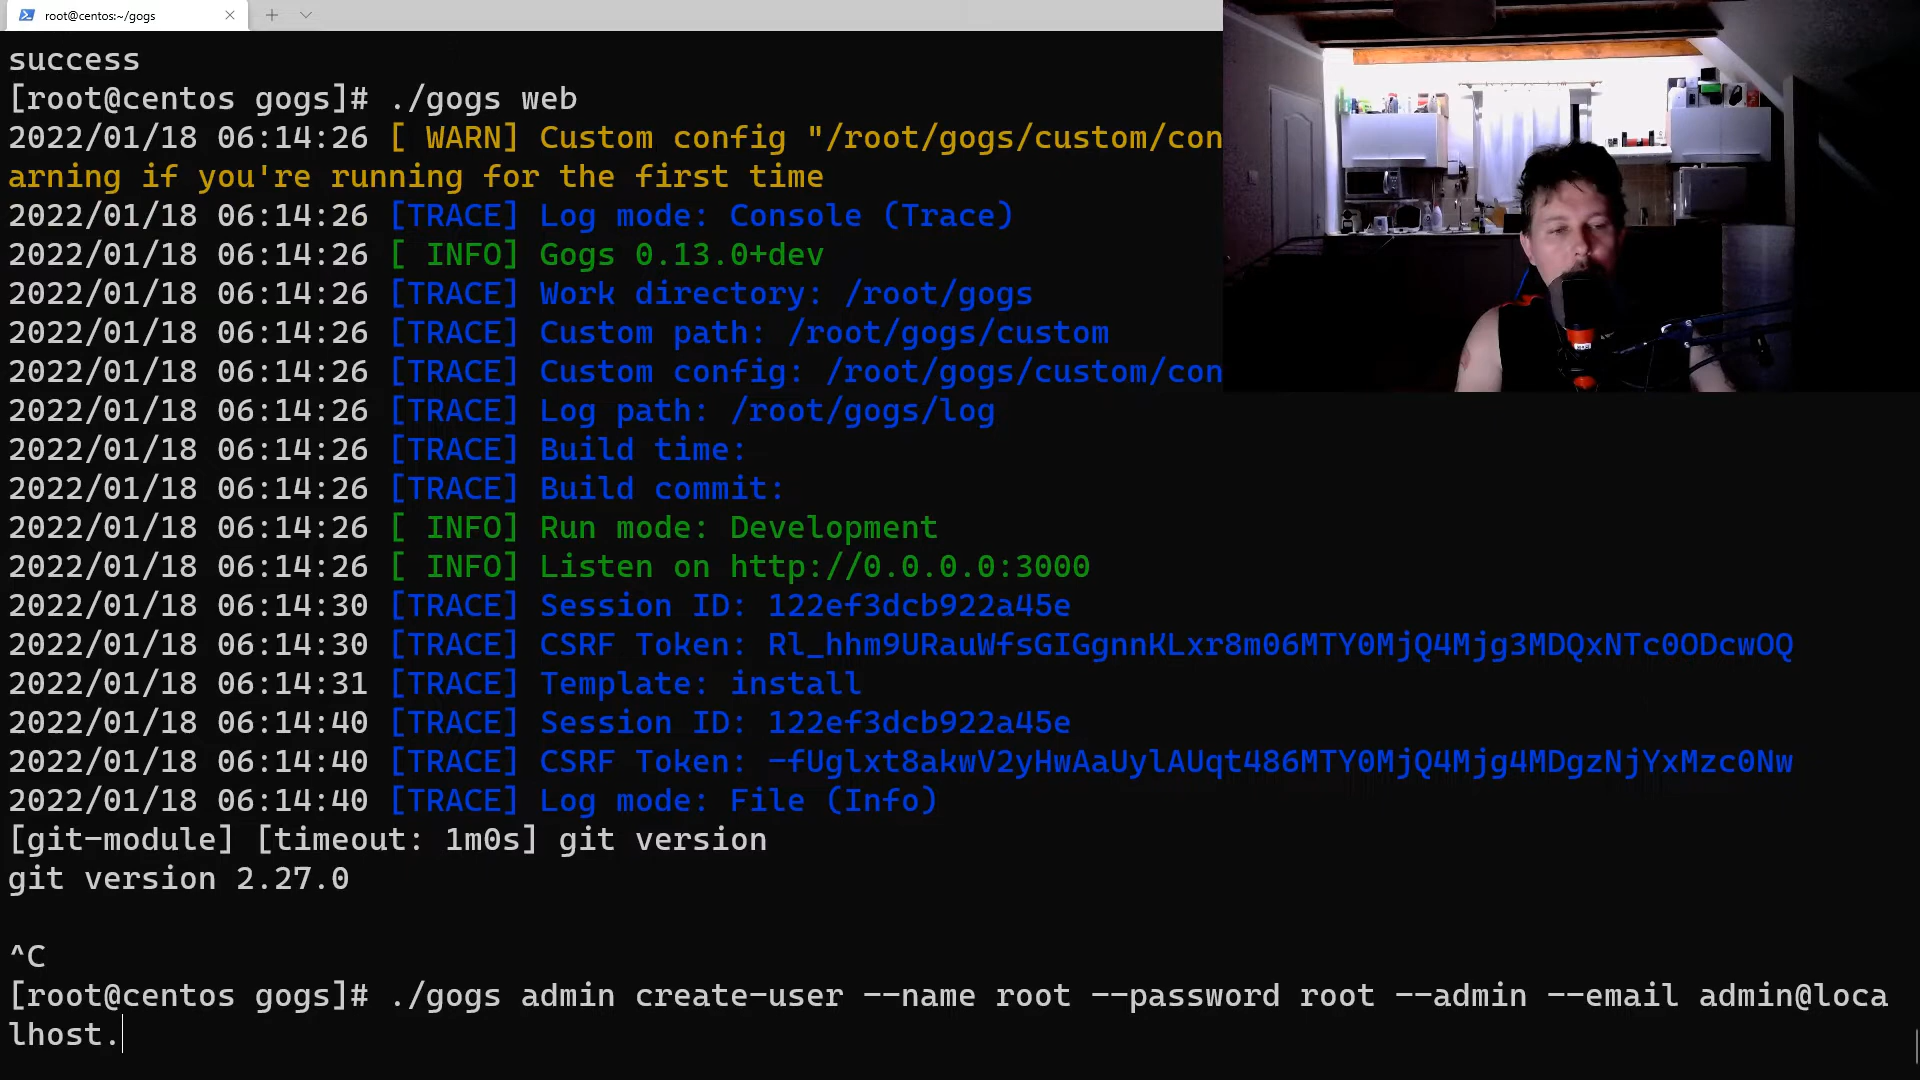 root@centos:~/gogs
success
[root@centos gogs]# ./gogs web
2022/01/18 06:14:26 [ WARN] Custom config "/root/gogs/custom/con
arning if you're running for the first time
2022/01/18 06:14:26 [TRACE] Log mode: Console (Trace)
2022/01/18 06:14:26 [ INFO] Gogs 0.13.0+dev
2022/01/18 06:14:26 [TRACE] Work directory: /root/gogs
2022/01/18 06:14:26 [TRACE] Custom path: /root/gogs/custom
2022/01/18 06:14:26 [TRACE] Custom config: /root/gogs/custom/con
2022/01/18 06:14:26 [TRACE] Log path: /root/gogs/log
2022/01/18 06:14:26 [TRACE] Build time:
2022/01/18 06:14:26 [TRACE] Build commit:
2022/01/18 06:14:26 [ INFO] Run mode: Development
2022/01/18 06:14:26 [ INFO] Listen on http://0.0.0.0:3000
2022/01/18 06:14:30 [TRACE] Session ID: 122ef3dcb922a45e
2022/01/18 06:14:30 [TRACE] CSRF Token: Rl_hhm9URauWfsGIGgnnKLxr8m06MTY0MjQ4Mjg3MDQxNTc0ODcwOQ
2022/01/18 06:14:31 [TRACE] Template: install
2022/01/18 06:14:40 [TRACE] Session ID: 122ef3dcb922a45e
2022/01/18 06:14:40 [TRACE] CSRF Token: -fUglxt8akwV2yHwAaUylAUqt486MTY0MjQ4Mjg4MDgzNjYxMzc0Nw
2022/01/18 06:14:40 [TRACE] Log mode: File (Info)
[git-module] [timeout: 1m0s] git version
git version 2.27.0
^C
[root@centos gogs]# ./gogs admin create-user --name root --password root --admin --email admin@loca
lhost.